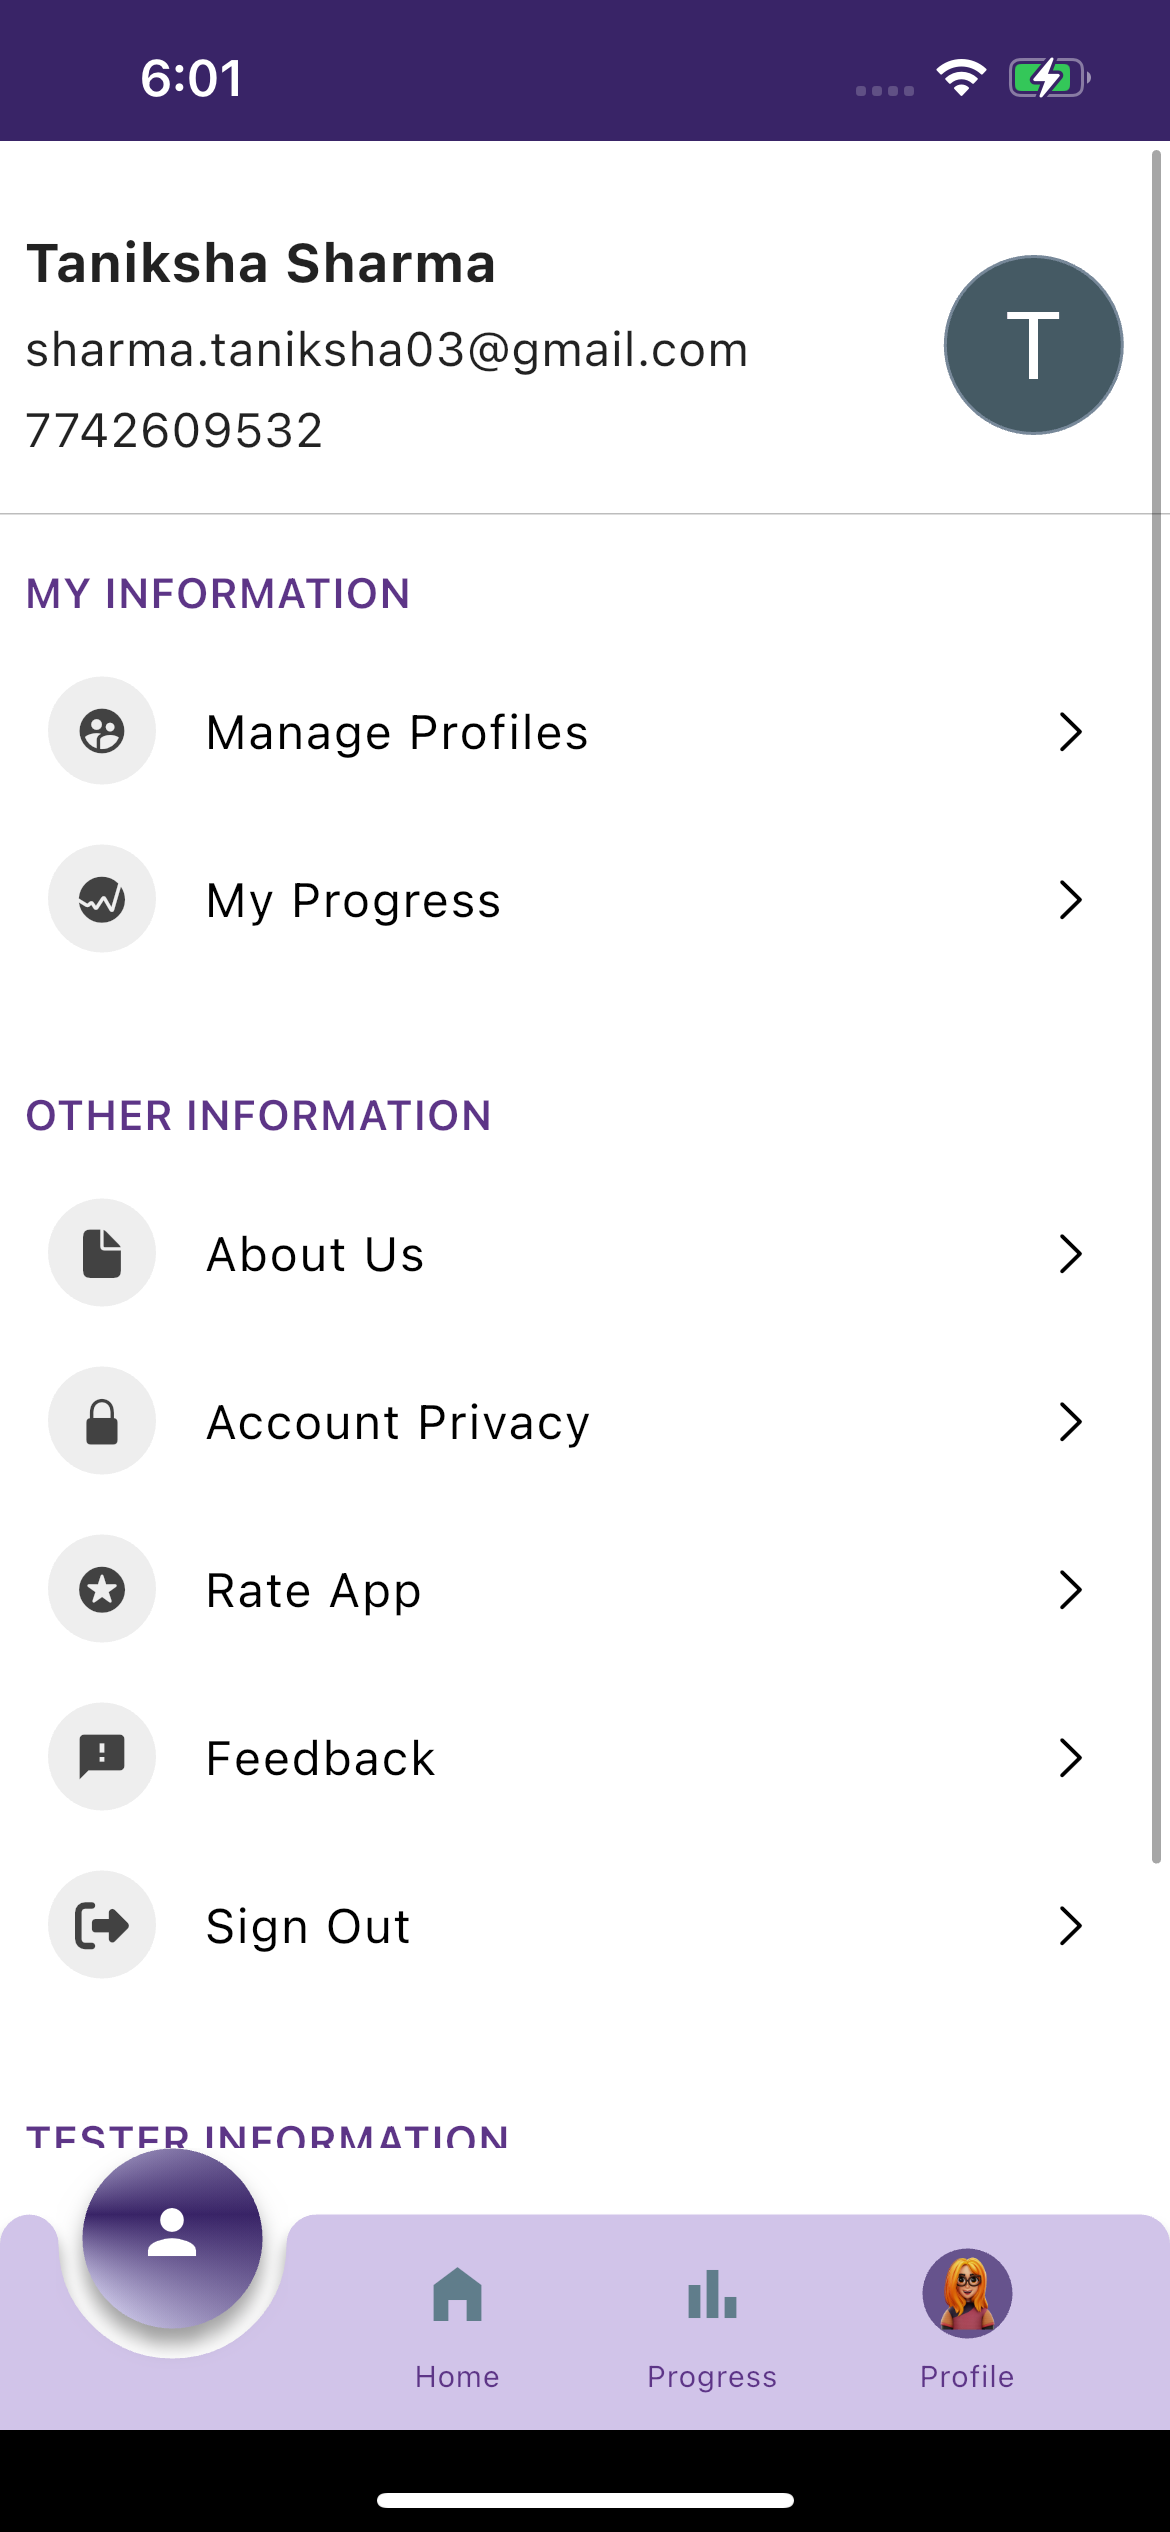 6:01
Taniksha Sharma
sharma.taniksha03@gmail.com
7742609532
T
MY INFORMATION
Manage Profiles
My Progress
OTHER INFORMATION
About Us
Account Privacy
Rate App
Feedback
Sign Out
TESTER INFORMATION
Home
Progress
Profile